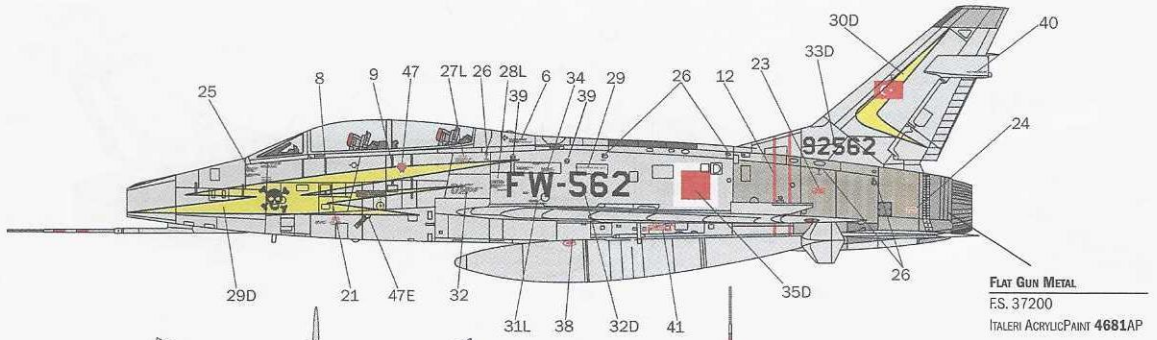 30D
40
33D
8
9
47
27L
26
28L
39
6
34
39
29
26
12
23
25
24
92562
FW-562
29D
21
47E
32
31L
38
32D
41
35D
26
FLAT GUN METAL
F.S. 37200
ITALERI ACRYLICPAINT 4681AP